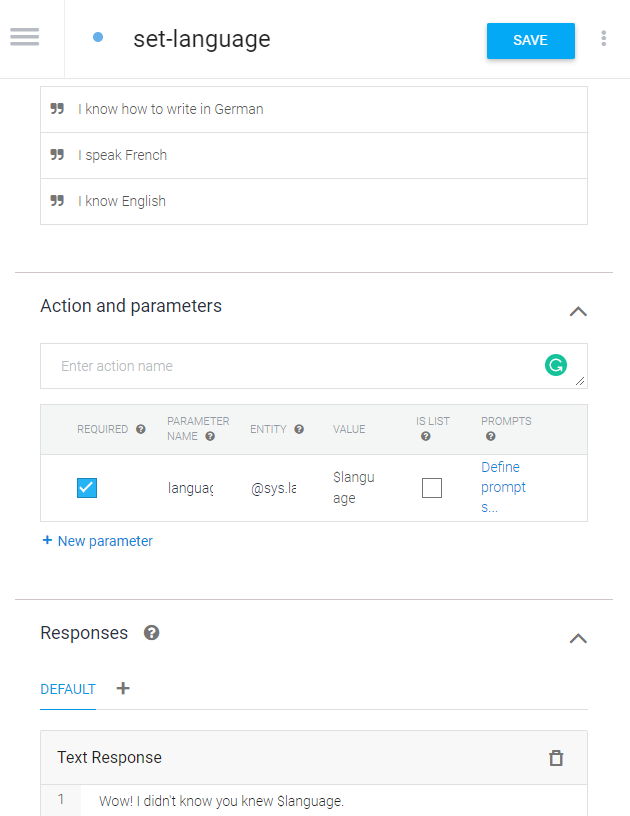 set-language
SAVE
I know how to write in German
I speak French
I know English
Action and parameters
Enter action name
REQUIRED
PARAMETER
NAME
ENTITY
VALUE
IS LIST
PROMPTS
languag
@sys.la
$langu
age
Define
prompt
s...
+ New parameter
Responses
DEFAULT +
Text Response
1 Wow! I didn't know you knew $language.